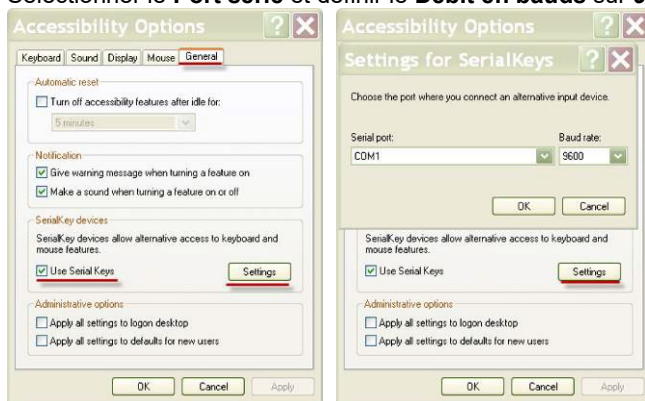 Sélectionner le Port série et définir le Débit en bauds sur
Accessibility Options
Keyboard Sound Display Mouse General
Automatic reset
Turn off accessibility features after idle for:
5 minutes
Notification
Give warning message when turning a feature on
Make a sound when turning a feature on or off
SerialKey devices
SerialKey devices allow alternative access to keyboard and
mouse features.
Use Serial Keys Settings
Administrative options
Apply all settings to logon desktop
Apply all settings to defaults for new users
OK Cancel Apply
Accessibility Options
Settings for SerialKeys
Choose the port where you connect an alternative input device.
Serial port: Baud rate:
COM1 9600
OK Cancel
SerialKey devices allow alternative access to keyboard and
mouse features.
Use Serial Keys Settings
Administrative options
Apply all settings to logon desktop
Apply all settings to defaults for new users
OK Cancel Apply